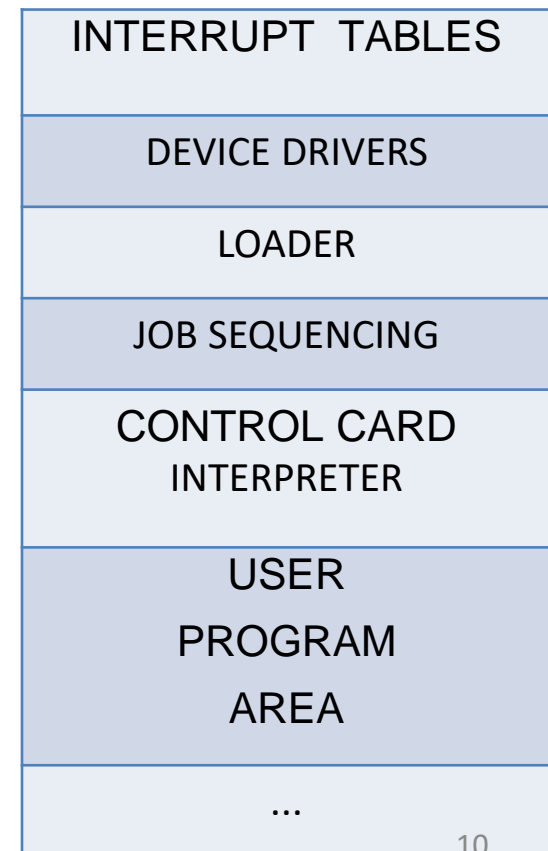 INTERRUPT TABLES
DEVICE DRIVERS
LOADER
JOB SEQUENCING
CONTROL CARD
INTERPRETER
USER
PROGRAM
AREA
...
10